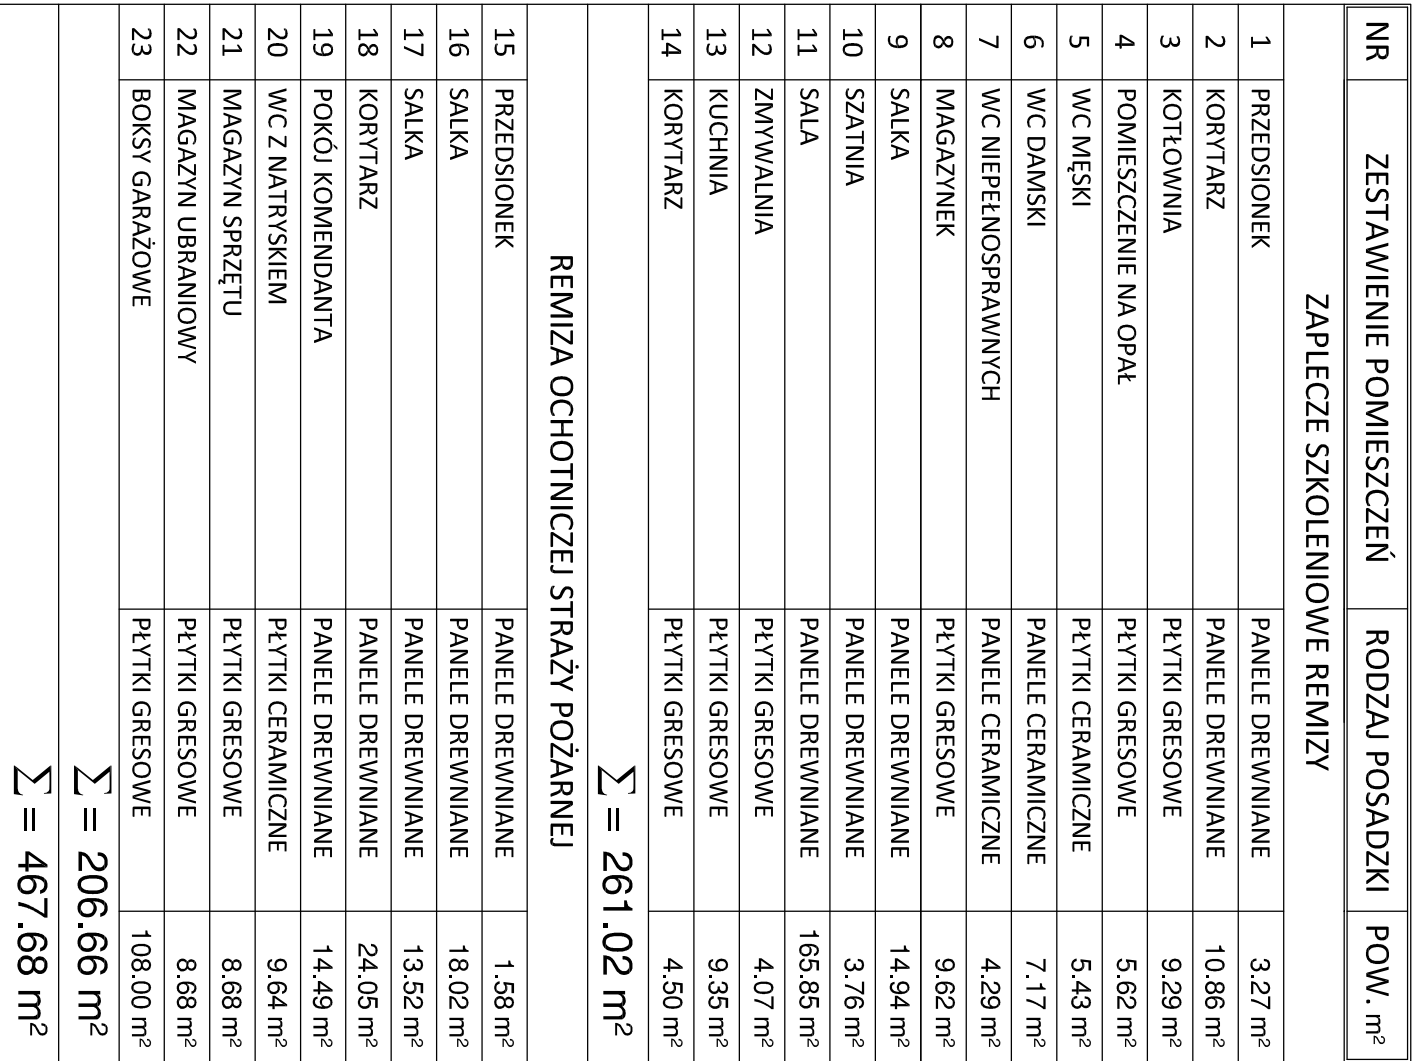 NR ZESTAWIENIE POMIESZCZEŃ RODZAJ POSADZKI POW. m²
ZAPLECZE SZKOLENIOWE REMIZY
1 PRZEDSIONEK PANELE DREWNIANE 3.27 m²
2 KORYTARZ PANELE DREWNIANE 10.86 m²
3 KOTŁOWNIA PŁYTKI GRESOWE 9.29 m²
4 POMIESZCZENIE NA OPAŁ PŁYTKI GRESOWE 5.62 m²
5 WC MĘSKI PŁYTKI CERAMICZNE 5.43 m²
6 WC DAMSKI PANELE CERAMICZNE 7.17 m²
7 WC NIEPEŁNOSPRAWNYCH PANELE CERAMICZNE 4.29 m²
8 MAGAZYNEK PŁYTKI GRESOWE 9.62 m²
9 SALKA PANELE DREWNIANE 14.94 m²
10 SZATNIA PANELE DREWNIANE 3.76 m²
11 SALA PANELE DREWNIANE 165.85 m²
12 ZMYWALNIA PŁYTKI GRESOWE 4.07 m²
13 KUCHNIA PŁYTKI GRESOWE 9.35 m²
14 KORYTARZ PŁYTKI GRESOWE 4.50 m²
∑ = 261.02 m²
REMIZA OCHOTNICZEJ STRAŻY POŻARNEJ
15 PRZEDSIONEK PANELE DREWNIANE 1.58 m²
16 SALKA PANELE DREWNIANE 18.02 m²
17 SALKA PANELE DREWNIANE 13.52 m²
18 KORYTARZ PANELE DREWNIANE 24.05 m²
19 POKÓJ KOMENDANTA PANELE DREWNIANE 14.49 m²
20 WC Z NATRYSKIEM PŁYTKI CERAMICZNE 9.64 m²
21 MAGAZYN SPRZĘTU PŁYTKI GRESOWE 8.68 m²
22 MAGAZYN UBRANIOWY PŁYTKI GRESOWE 8.68 m²
23 BOKSY GARAŻOWE PŁYTKI GRESOWE 108.00 m²
∑ = 206.66 m²
∑ = 467.68 m²